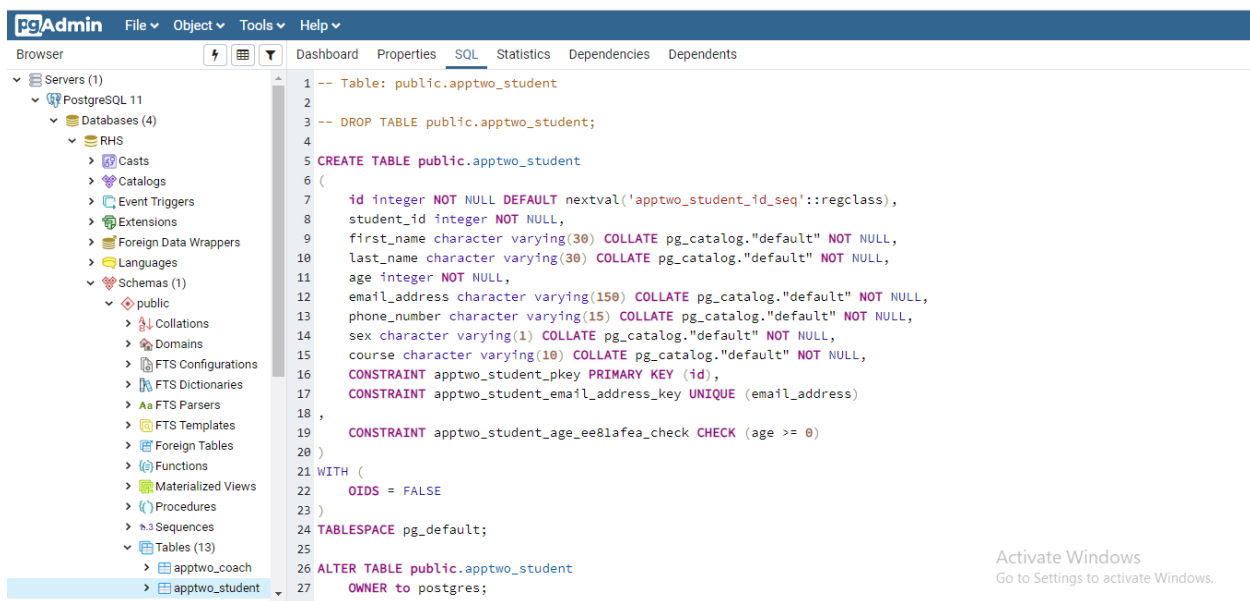 pgAdmin File Object Tools Help
Browser
Dashboard Properties SQL Statistics Dependencies Dependents
Servers (1)
PostgreSQL 11
Databases (4)
RHS
Casts
Catalogs
Event Triggers
Extensions
Foreign Data Wrappers
Languages
Schemas (1)
public
Collations
Domains
FTS Configurations
FTS Dictionaries
Aa FTS Parsers
FTS Templates
Foreign Tables
Functions
Materialized Views
Procedures
1..3 Sequences
Tables (13)
apptwo_coach
apptwo_student
1 -- Table: public.apptwo_student
2
3 -- DROP TABLE public.apptwo_student;
4
5 CREATE TABLE public.apptwo_student
6 (
7 id integer NOT NULL DEFAULT nextval('apptwo_student_id_seq'::regclass),
8 student_id integer NOT NULL,
9 first_name character varying(30) COLLATE pg_catalog."default" NOT NULL,
10 last_name character varying(30) COLLATE pg_catalog."default" NOT NULL,
11 age integer NOT NULL,
12 email_address character varying(150) COLLATE pg_catalog."default" NOT NULL,
13 phone_number character varying(15) COLLATE pg_catalog."default" NOT NULL,
14 sex character varying(1) COLLATE pg_catalog."default" NOT NULL,
15 course character varying(10) COLLATE pg_catalog."default" NOT NULL,
16 CONSTRAINT apptwo_student_pkey PRIMARY KEY (id),
17 CONSTRAINT apptwo_student_email_address_key UNIQUE (email_address)
18 ,
19 CONSTRAINT apptwo_student_age_ee81afea_check CHECK (age >= 0)
20 )
21 WITH (
22 OIDS = FALSE
23 )
24 TABLESPACE pg_default;
25
26 ALTER TABLE public.apptwo_student
27 OWNER to postgres;
Activate Windows
Go to Settings to activate Windows.